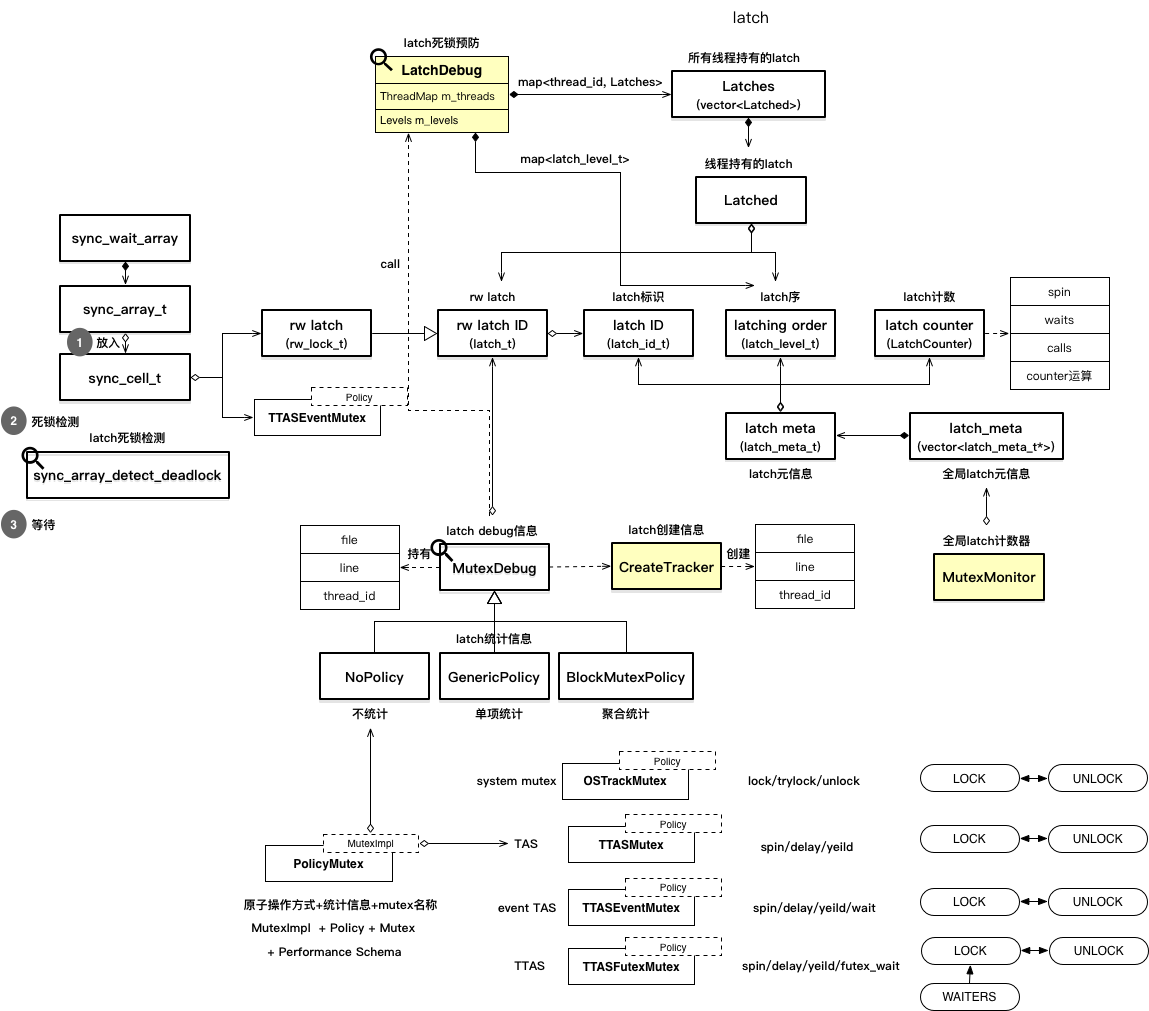 latch
latch死锁预防
LatchDebug
ThreadMap m_threads
Levels m_levels
map<thread_id, Latches>
所有线程持有的latch
Latches
(vector<Latched>)
map<latch_level_t>
线程持有的latch
Latched
sync_wait_array
sync_array_t
1 放入
sync_cell_t
call
rw latch
rw latch
(rw_lock_t)
rw latch ID
(latch_t)
latch标识
latch ID
(latch_id_t)
latch序
latching order
(latch_level_t)
latch计数
latch counter
(LatchCounter)
spin
waits
calls
counter运算
Policy
TTASEventMutex
2 死锁检测
latch死锁检测
sync_array_detect_deadlock
3 等待
latch meta
(latch_meta_t)
latch元信息
latch_meta
(vector<latch_meta_t*>)
全局latch元信息
全局latch计数器
MutexMonitor
file
line
thread_id
持有
latch debug信息
MutexDebug
latch创建信息
CreateTracker
创建
file
line
thread_id
latch统计信息
NoPolicy
GenericPolicy
BlockMutexPolicy
不统计
单项统计
聚合统计
MutexImpl
PolicyMutex
原子操作方式+统计信息+mutex名称
MutexImpl + Policy + Mutex
+ Performance Schema
system mutex
Policy
OSTrackMutex
lock/trylock/unlock
LOCK
UNLOCK
TAS
Policy
TTASMutex
spin/delay/yeild
LOCK
UNLOCK
event TAS
Policy
TTASEventMutex
spin/delay/yeild/wait
LOCK
UNLOCK
TTAS
Policy
TTASFutexMutex
spin/delay/yeild/futex_wait
LOCK
UNLOCK
WAITERS